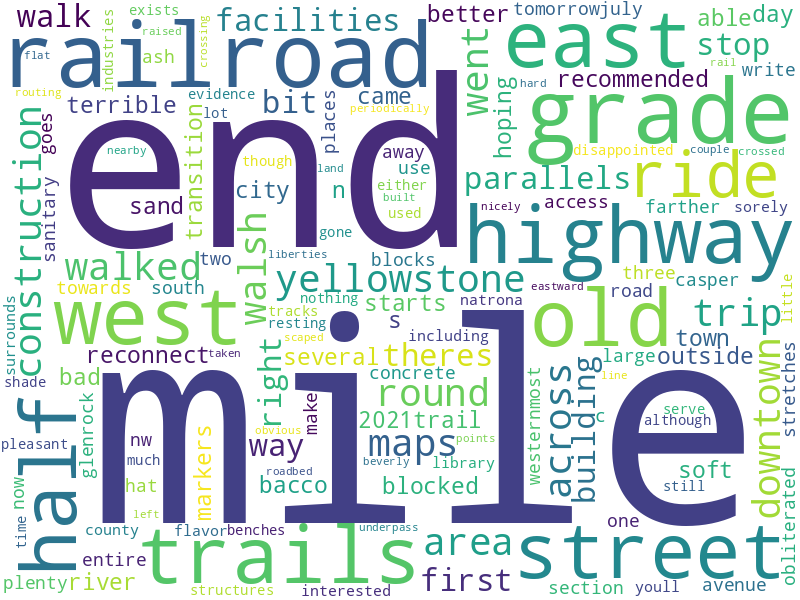 walk
exists
raised
flat
railroad
industries
ash
crossing
facilities
better
tomorrowjuly
able
day
east
went
stop
rail
hard
recommended
write
routing
terrible
evidence
bit
came
places
lot
periodically
hoping
grade
construction
goes
sanitary
nearby
transition
end
though
land
away
use
either
built
used
disappointed
couple
crossed
parallels
ride
sand
city
n
gone
nicely
access
farther
sorely
walked
walsh
two
liberties
blocks
highway
towards
south
yellowstone
eastward
three
casper
little
surrounds
west
tracks
nothing
resting
starts
natrona
old
road
trip
reconnect
taken
scaped
s
including
town
right
several
theres
large
outside
stretches
shade
bad
concrete
mile
line
half
glenrock
round
across
building
c
serve
although
downtown
pleasant
nw
way
make
obvious
2021trail
maps
points
westernmost
much
markers
roadbed
beverly
library
soft
still
now
hat
bacco
blocked
obliterated
time
left
county
flavor
benches
underpass
one
street
entire
trails
area
avenue
plenty
river
structures
interested
first
section
youll